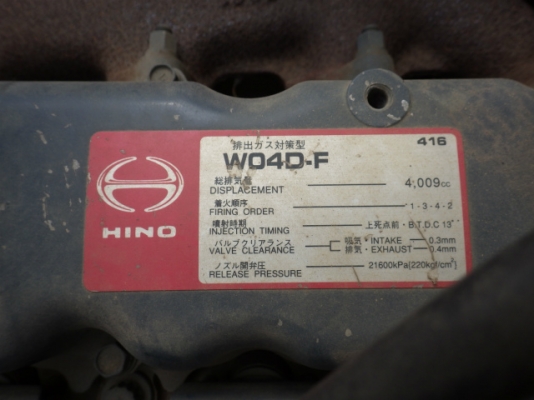 416
排出ガス対策型
W04D-F
総排気量 4,009cc
DISPLACEMENT
着火順序 1-3-4-2
FIRING ORDER
噴射時期 上死点前・B.T.D.C 13°
INJECTION TIMING
バルブクリアランス 吸気・INTAKE 0.3mm
VALVE CLEARANCE 排気・EXHAUST 0.4mm
ノズル開弁圧 21600kPa[220kgf/cm²]
RELEASE PRESSURE
HINO